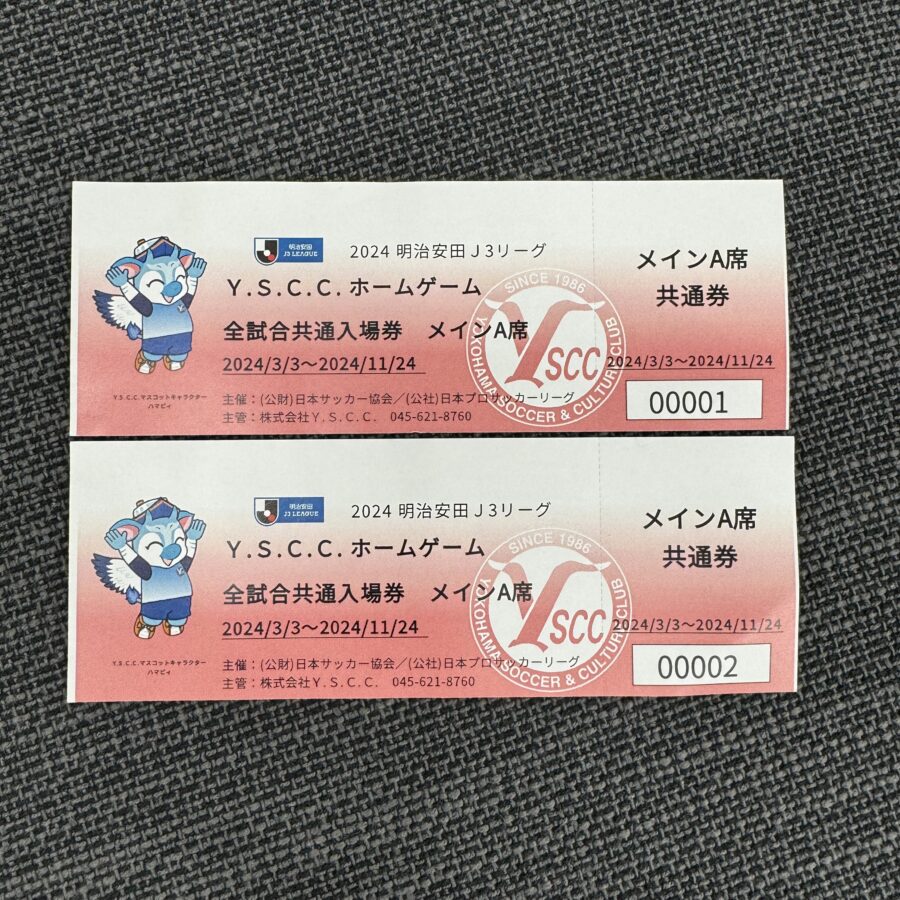 明治安田
J3 LEAGUE
2024 明治安田Ｊ3リーグ
Ｙ.Ｓ.Ｃ.Ｃ.ホームゲーム
全試合共通入場券　メインA席
2024/3/3～2024/11/24
主催：(公財)日本サッカー協会／(公社)日本プロサッカーリーグ
主管：株式会社Ｙ.Ｓ.Ｃ.Ｃ.　045-621-8760
Y.S.C.C.マスコットキャラクター
ハマピィ
SINCE 1986
YOKOHAMA SOCCER & CULTURE CLUB
YSCC
メインA席
共通券
2024/3/3～2024/11/24
00001
明治安田
J3 LEAGUE
2024 明治安田Ｊ3リーグ
Ｙ.Ｓ.Ｃ.Ｃ.ホームゲーム
全試合共通入場券　メインA席
2024/3/3～2024/11/24
主催：(公財)日本サッカー協会／(公社)日本プロサッカーリーグ
主管：株式会社Ｙ.Ｓ.Ｃ.Ｃ.　045-621-8760
Y.S.C.C.マスコットキャラクター
ハマピィ
SINCE 1986
YOKOHAMA SOCCER & CULTURE CLUB
YSCC
メインA席
共通券
2024/3/3～2024/11/24
00002